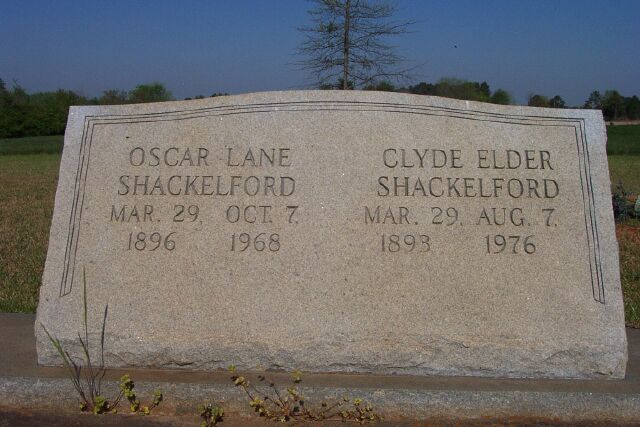 OSCAR LANE
SHACKELFORD
MAR. 29, OCT. 7,
1896 1968
CLYDE ELDER
SHACKELFORD
MAR. 29, AUG. 7,
1893 1976